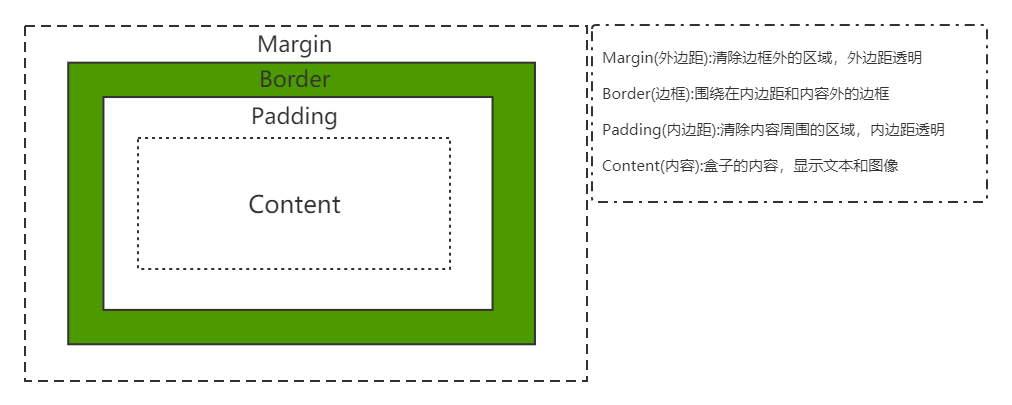 Margin
Border
Padding
Content
Margin(外边距):清除边框外的区域，外边距透明
Border(边框):围绕在内边距和内容外的边框
Padding(内边距):清除内容周围的区域，内边距透明
Content(内容):盒子的内容，显示文本和图像